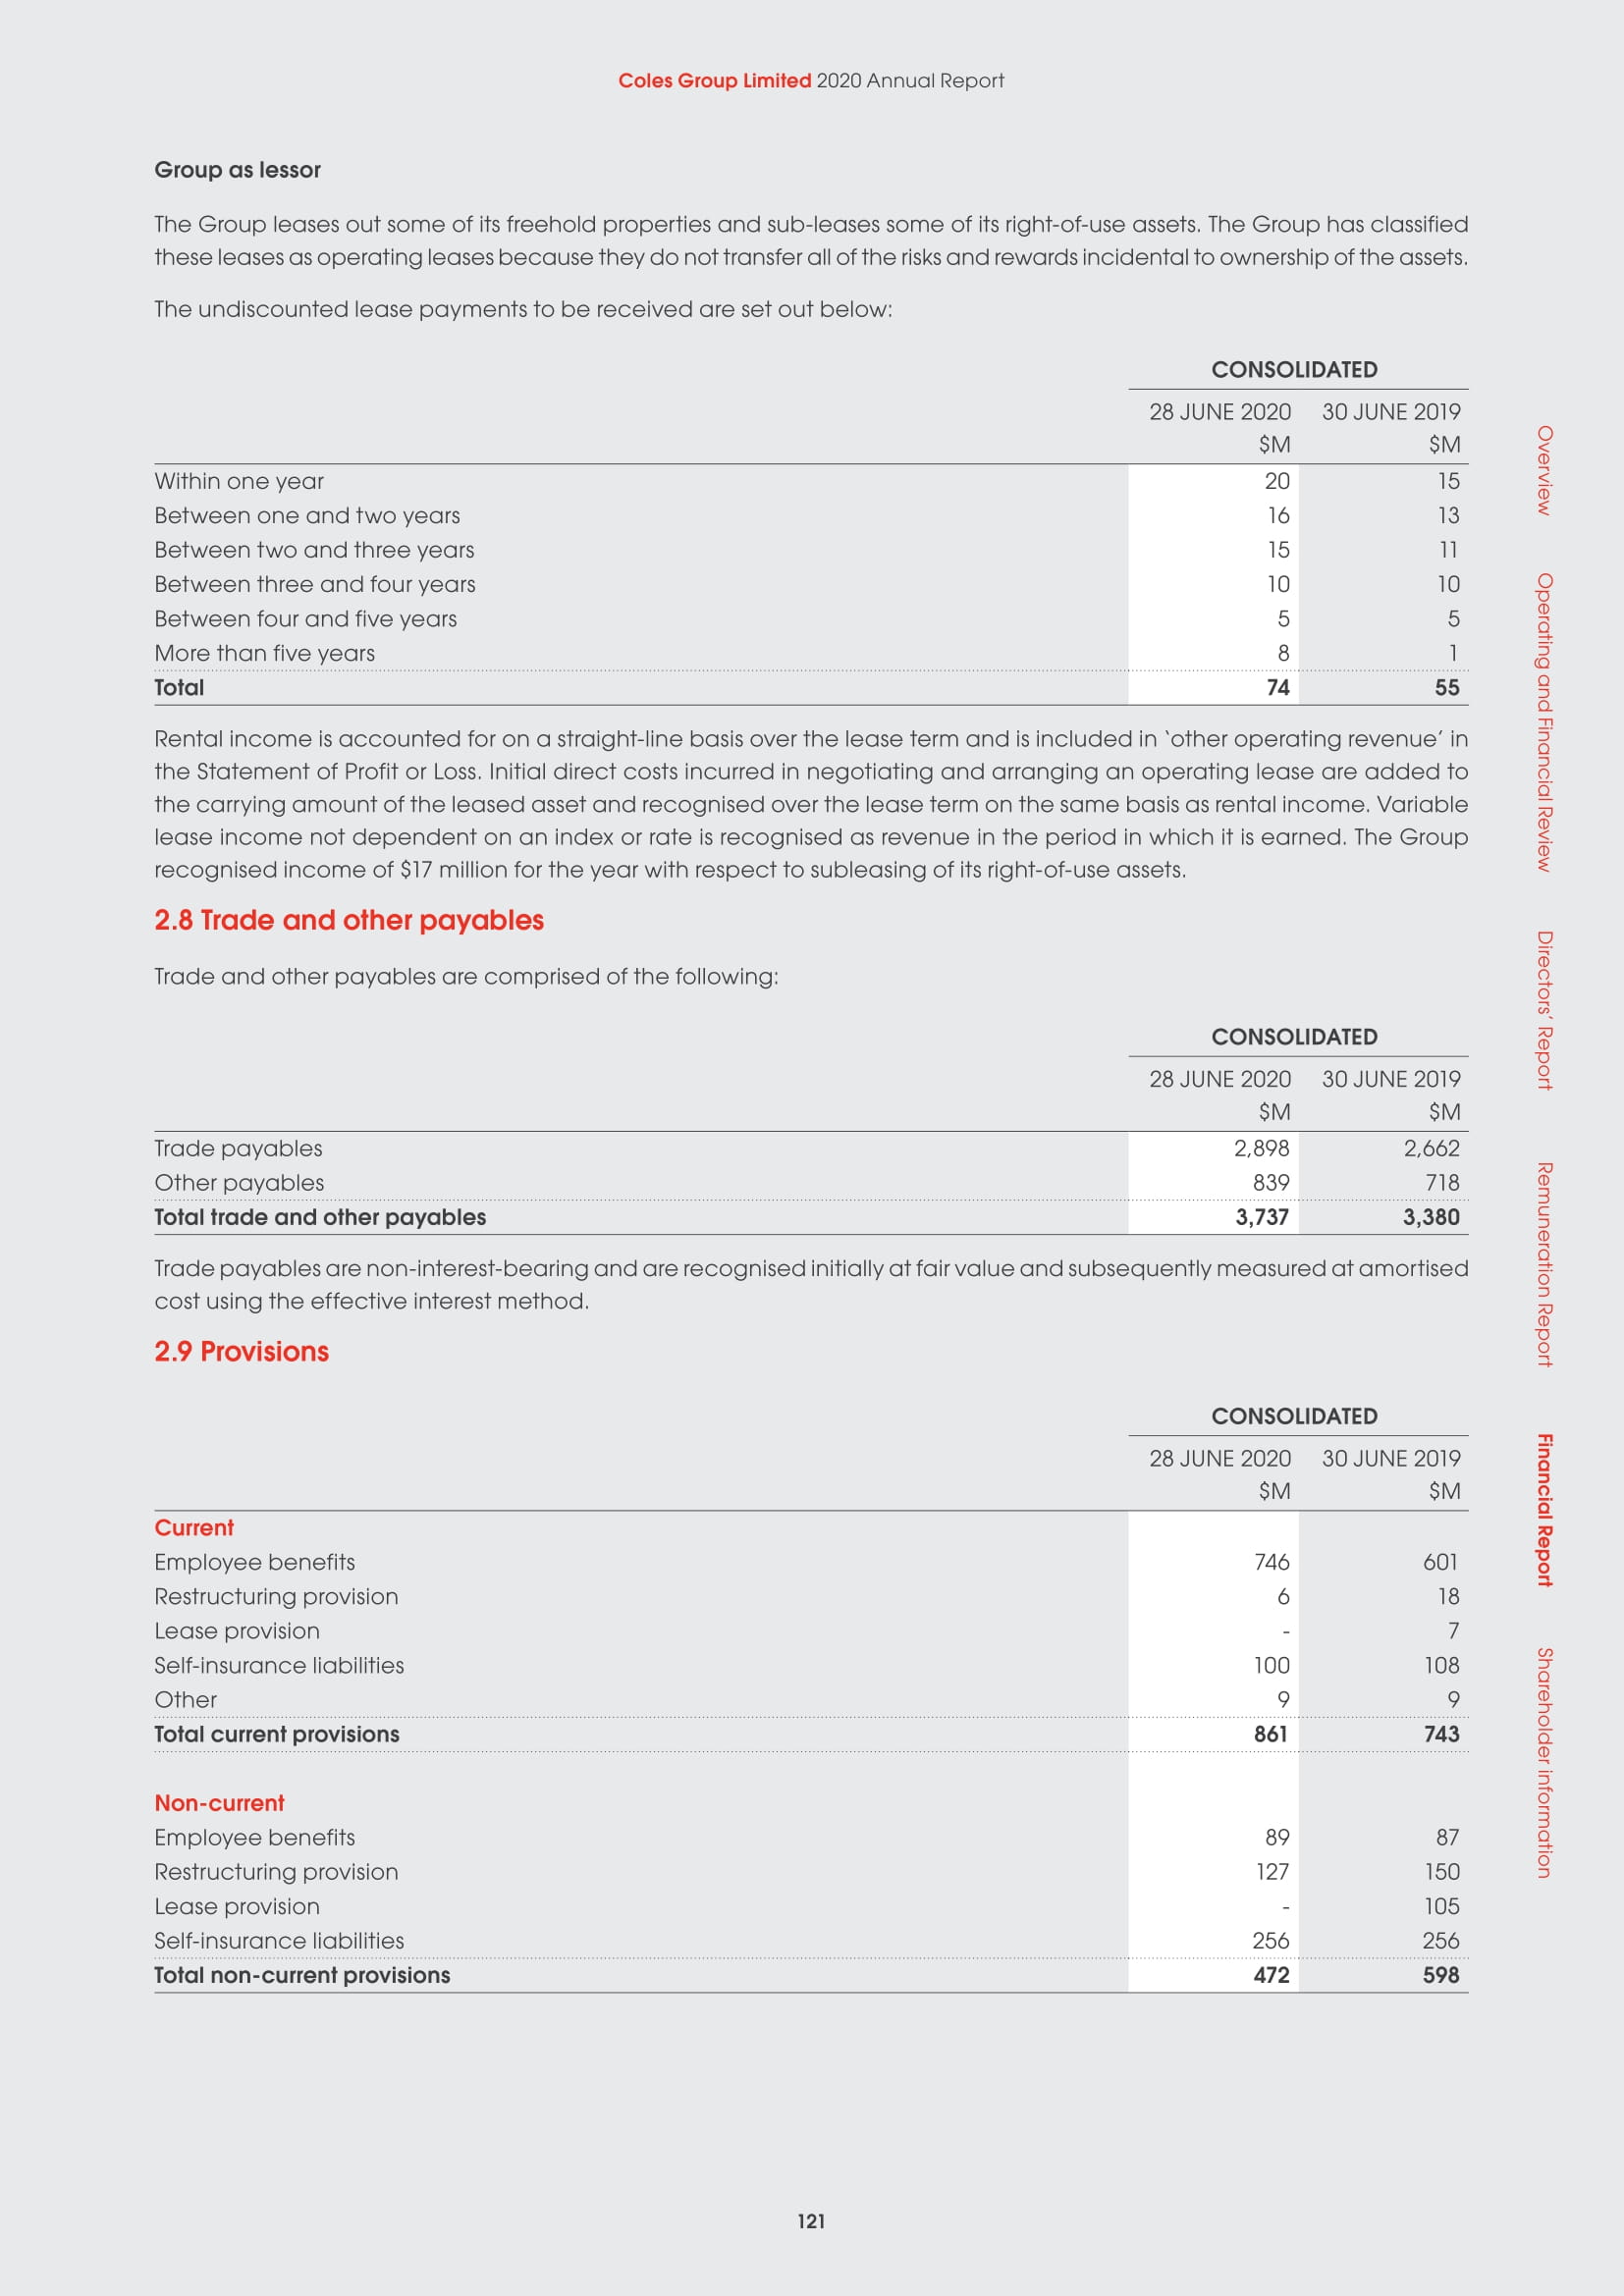 Coles Group Limited 2020 Annual Report
Group as lessor
The Group leases out some of its freehold properties and sub-leases some of its right-of-use assets. The Group has classified
these leases as operating leases because they do not transfer all of the risks and rewards incidental to ownership of the assets.
The undiscounted lease payments to be received are set out below:
CONSOLIDATED
28 JUNE 2020 30 JUNE 2019
$M $M
Within one year 20 15
Between one and two years 16 13
Between two and three years 15 11
Between three and four years 10 10
Between four and five years 5 5
More than five years 8 1
Total 74 55
Rental income is accounted for on a straight-line basis over the lease term and is included in ‘other operating revenue’ in
the Statement of Profit or Loss. Initial direct costs incurred in negotiating and arranging an operating lease are added to
the carrying amount of the leased asset and recognised over the lease term on the same basis as rental income. Variable
lease income not dependent on an index or rate is recognised as revenue in the period in which it is earned. The Group
recognised income of $17 million for the year with respect to subleasing of its right-of-use assets.
2.8 Trade and other payables
Trade and other payables are comprised of the following:
CONSOLIDATED
28 JUNE 2020 30 JUNE 2019
$M $M
Trade payables 2,898 2,662
Other payables 839 718
Total trade and other payables 3,737 3,380
Trade payables are non-interest-bearing and are recognised initially at fair value and subsequently measured at amortised
cost using the effective interest method.
2.9 Provisions
CONSOLIDATED
28 JUNE 2020 30 JUNE 2019
$M $M
Current
Employee benefits 746 601
Restructuring provision 6 18
Lease provision - 7
Self-insurance liabilities 100 108
Other 9 9
Total current provisions 861 743
Non-current
Employee benefits 89 87
Restructuring provision 127 150
Lease provision - 105
Self-insurance liabilities 256 256
Total non-current provisions 472 598
Overview
Operating and Financial Review
Directors’ Report
Remuneration Report
Financial Report
Shareholder information
121